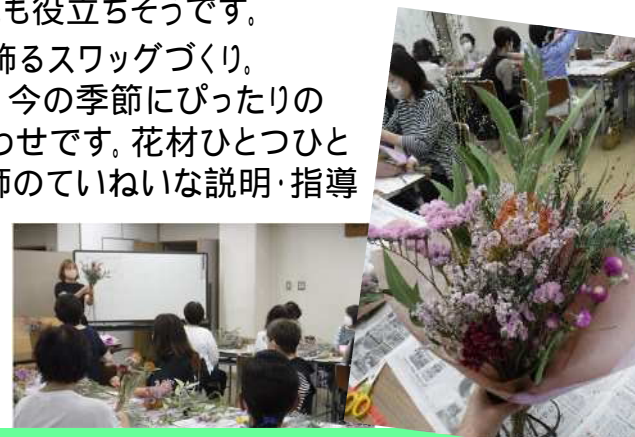 も役立ちそうです。
飾るスワッグづくり。
今の季節にぴったりの
わせです。花材ひとつひと
師のていねいな説明・指導